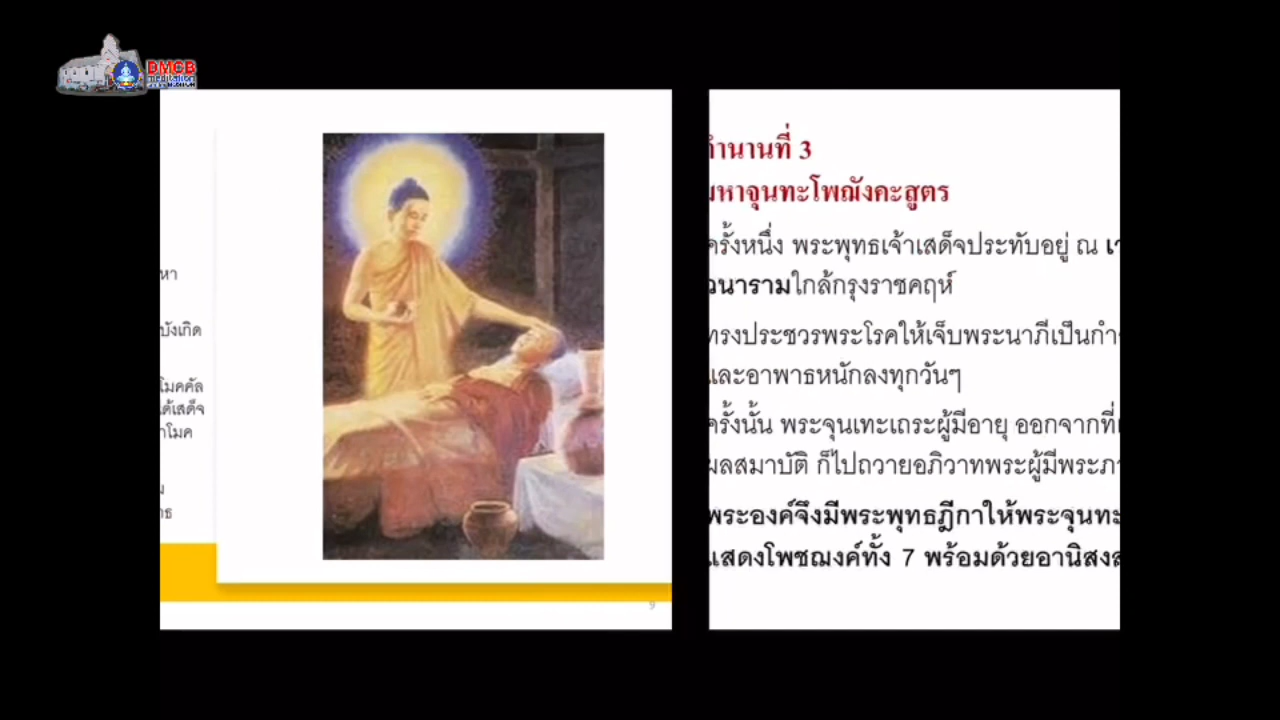 DMCB
meditation
หา
บังเกิด
โมคคัล
ได้เสด็จ
าโมค
ม
าธ
9
ตำนานที่ 3
มหาจุนทะโพฌังคะสูตร
ครั้งหนึ่ง พระพุทธเจ้าเสด็จประทับอยู่ ณ เว
วนารามใกล้กรุงราชคฤห์
ทรงประชวรพระโรคให้เจ็บพระนาภีเป็นกำ
และอาพาธหนักลงทุกวันๆ
ครั้งนั้น พระจุนเทะเถระผู้มีอายุ ออกจากที่
ผลสมาบัติ ก็ไปถวายอภิวาทพระผู้มีพระภา
พระองค์จึงมีพระพุทธฎีกาให้พระจุนทะ
แสดงโพชฌงค์ทั้ง 7 พร้อมด้วยอานิสงส